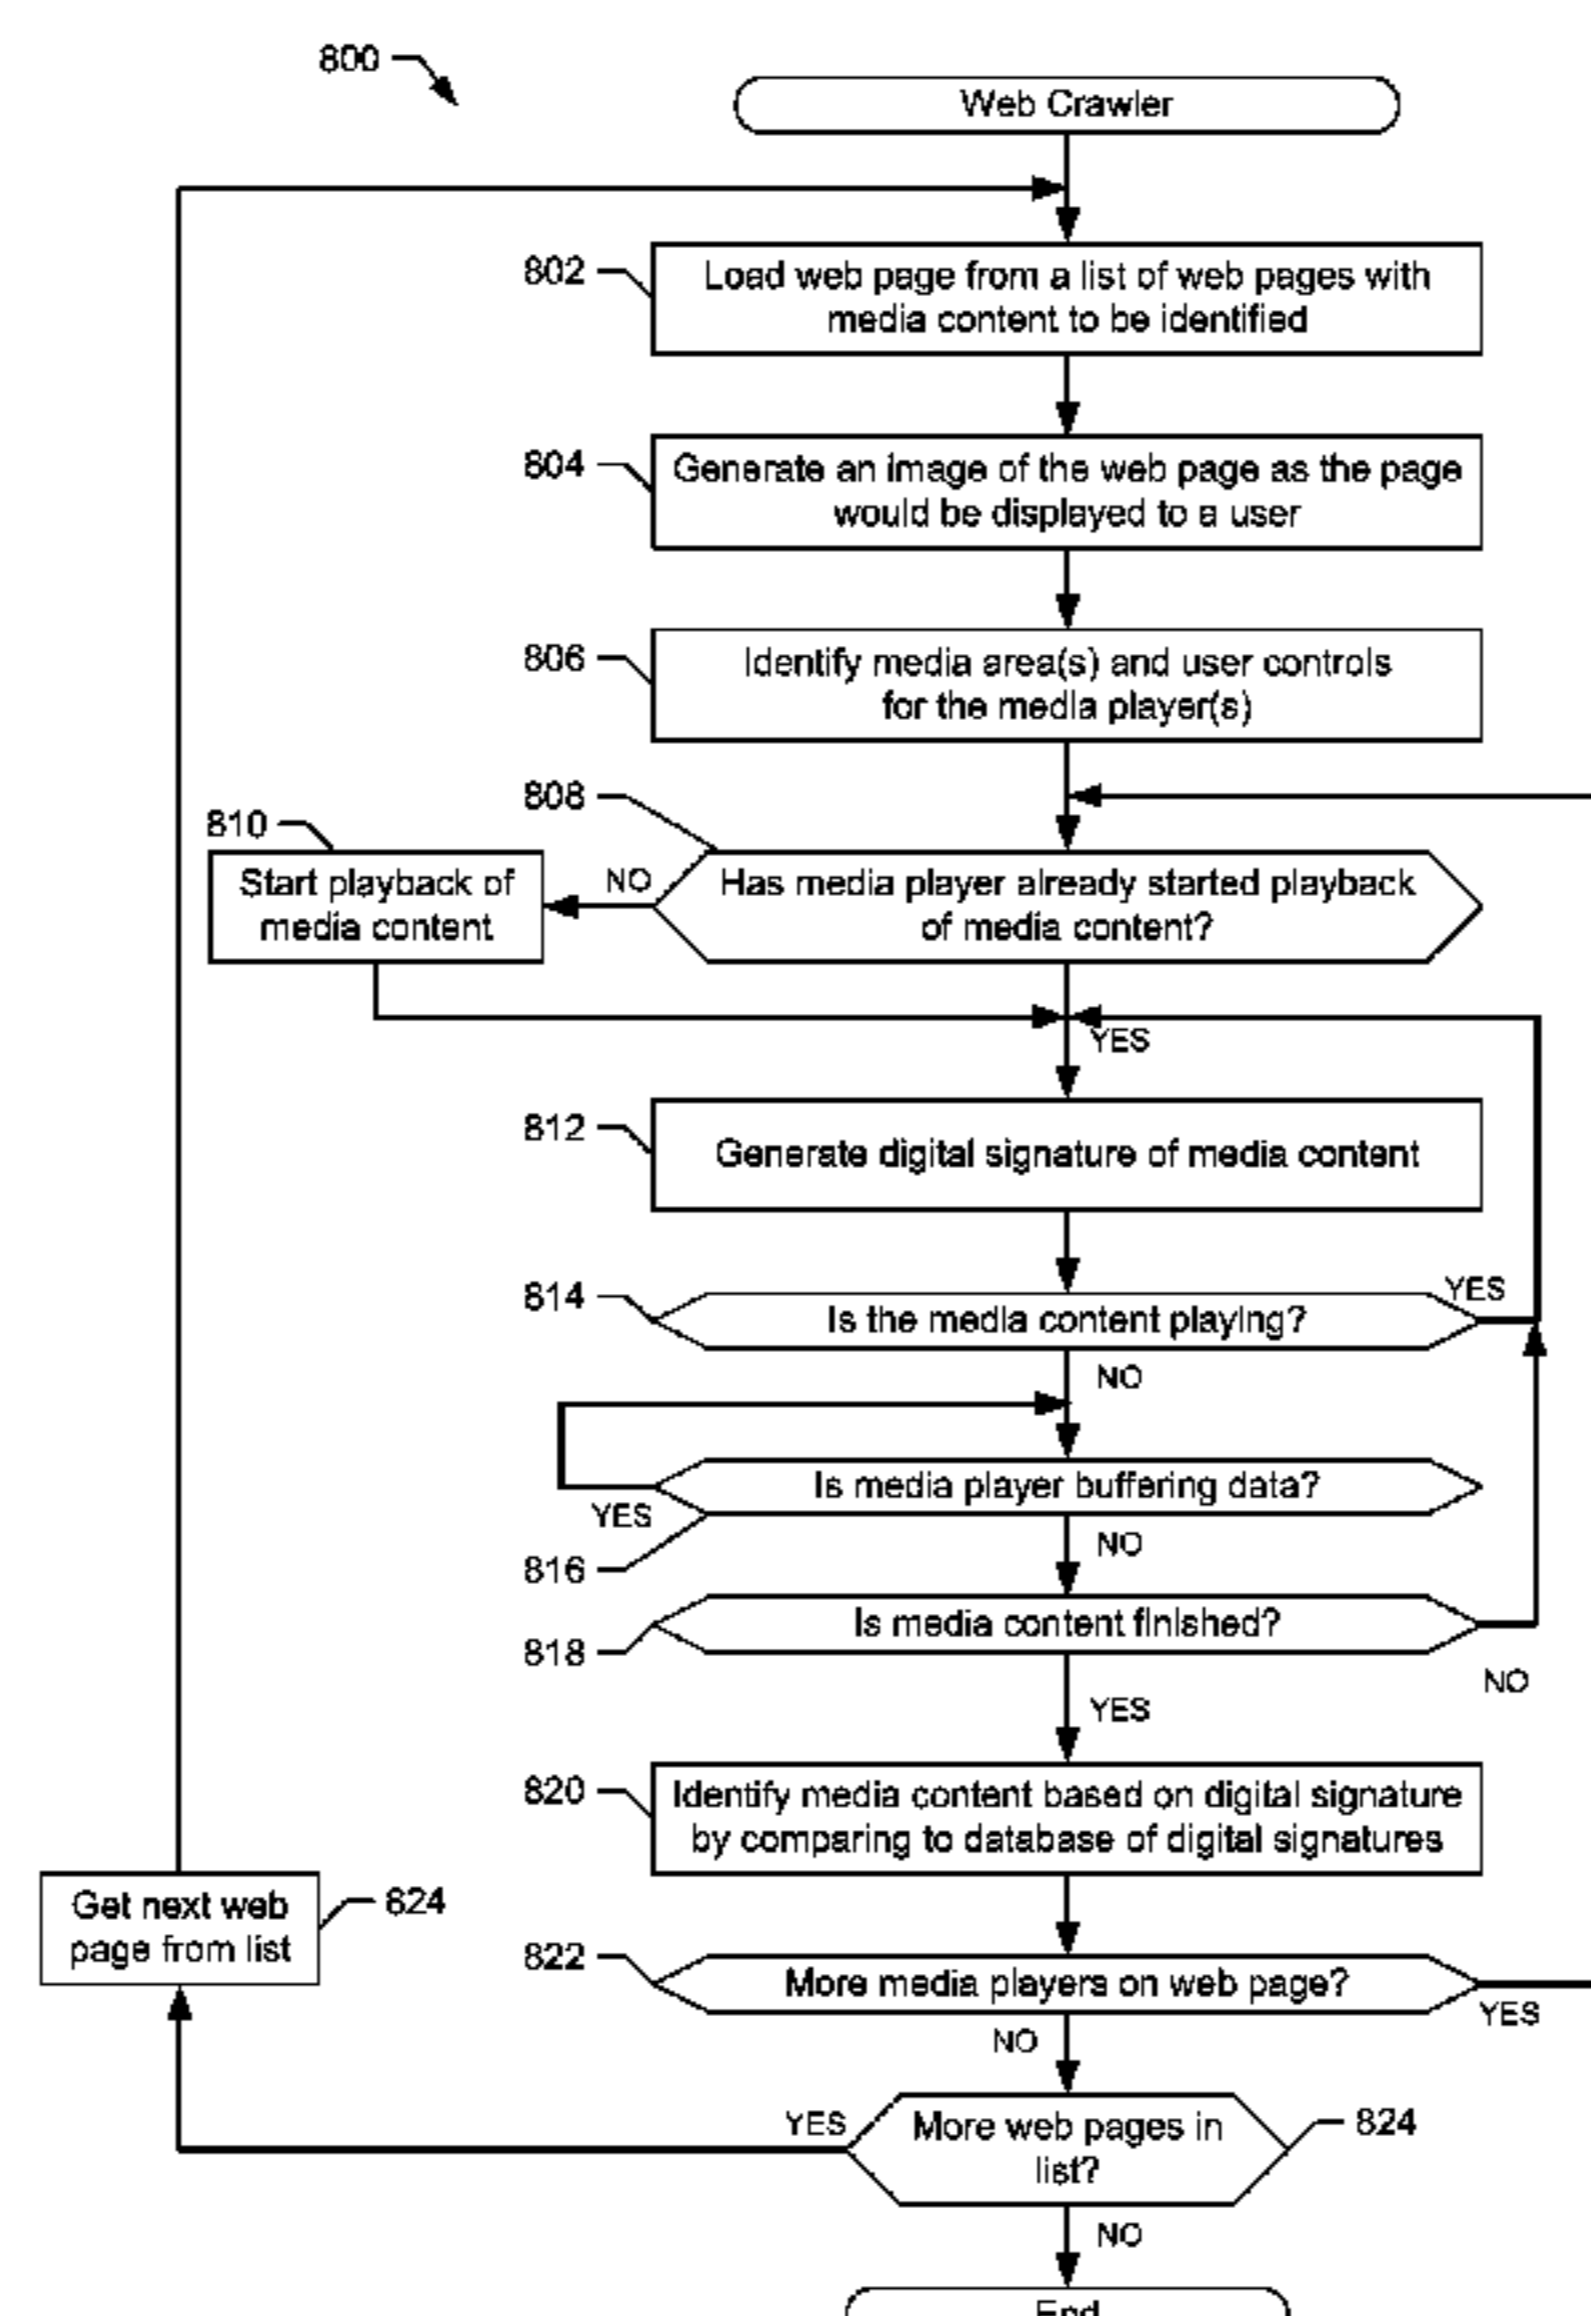 800
Web Crawler
802
Load web page from a list of web pages with
media content to be identified
804
Generate an image of the web page as the page
would be displayed to a user
806
Identify media area(s) and user controls
for the media player(s)
808
810
Start playback of
media content
NO
Has media player already started playback
of media content?
YES
812
Generate digital signature of media content
814
Is the media content playing?
YES
NO
Is media player buffering data?
YES
NO
816
Is media content finished?
818
NO
YES
820
Identify media content based on digital signature
by comparing to database of digital signatures
Get next web
page from list
824
822
More media players on web page?
YES
NO
YES
More web pages in
list?
824
NO
End